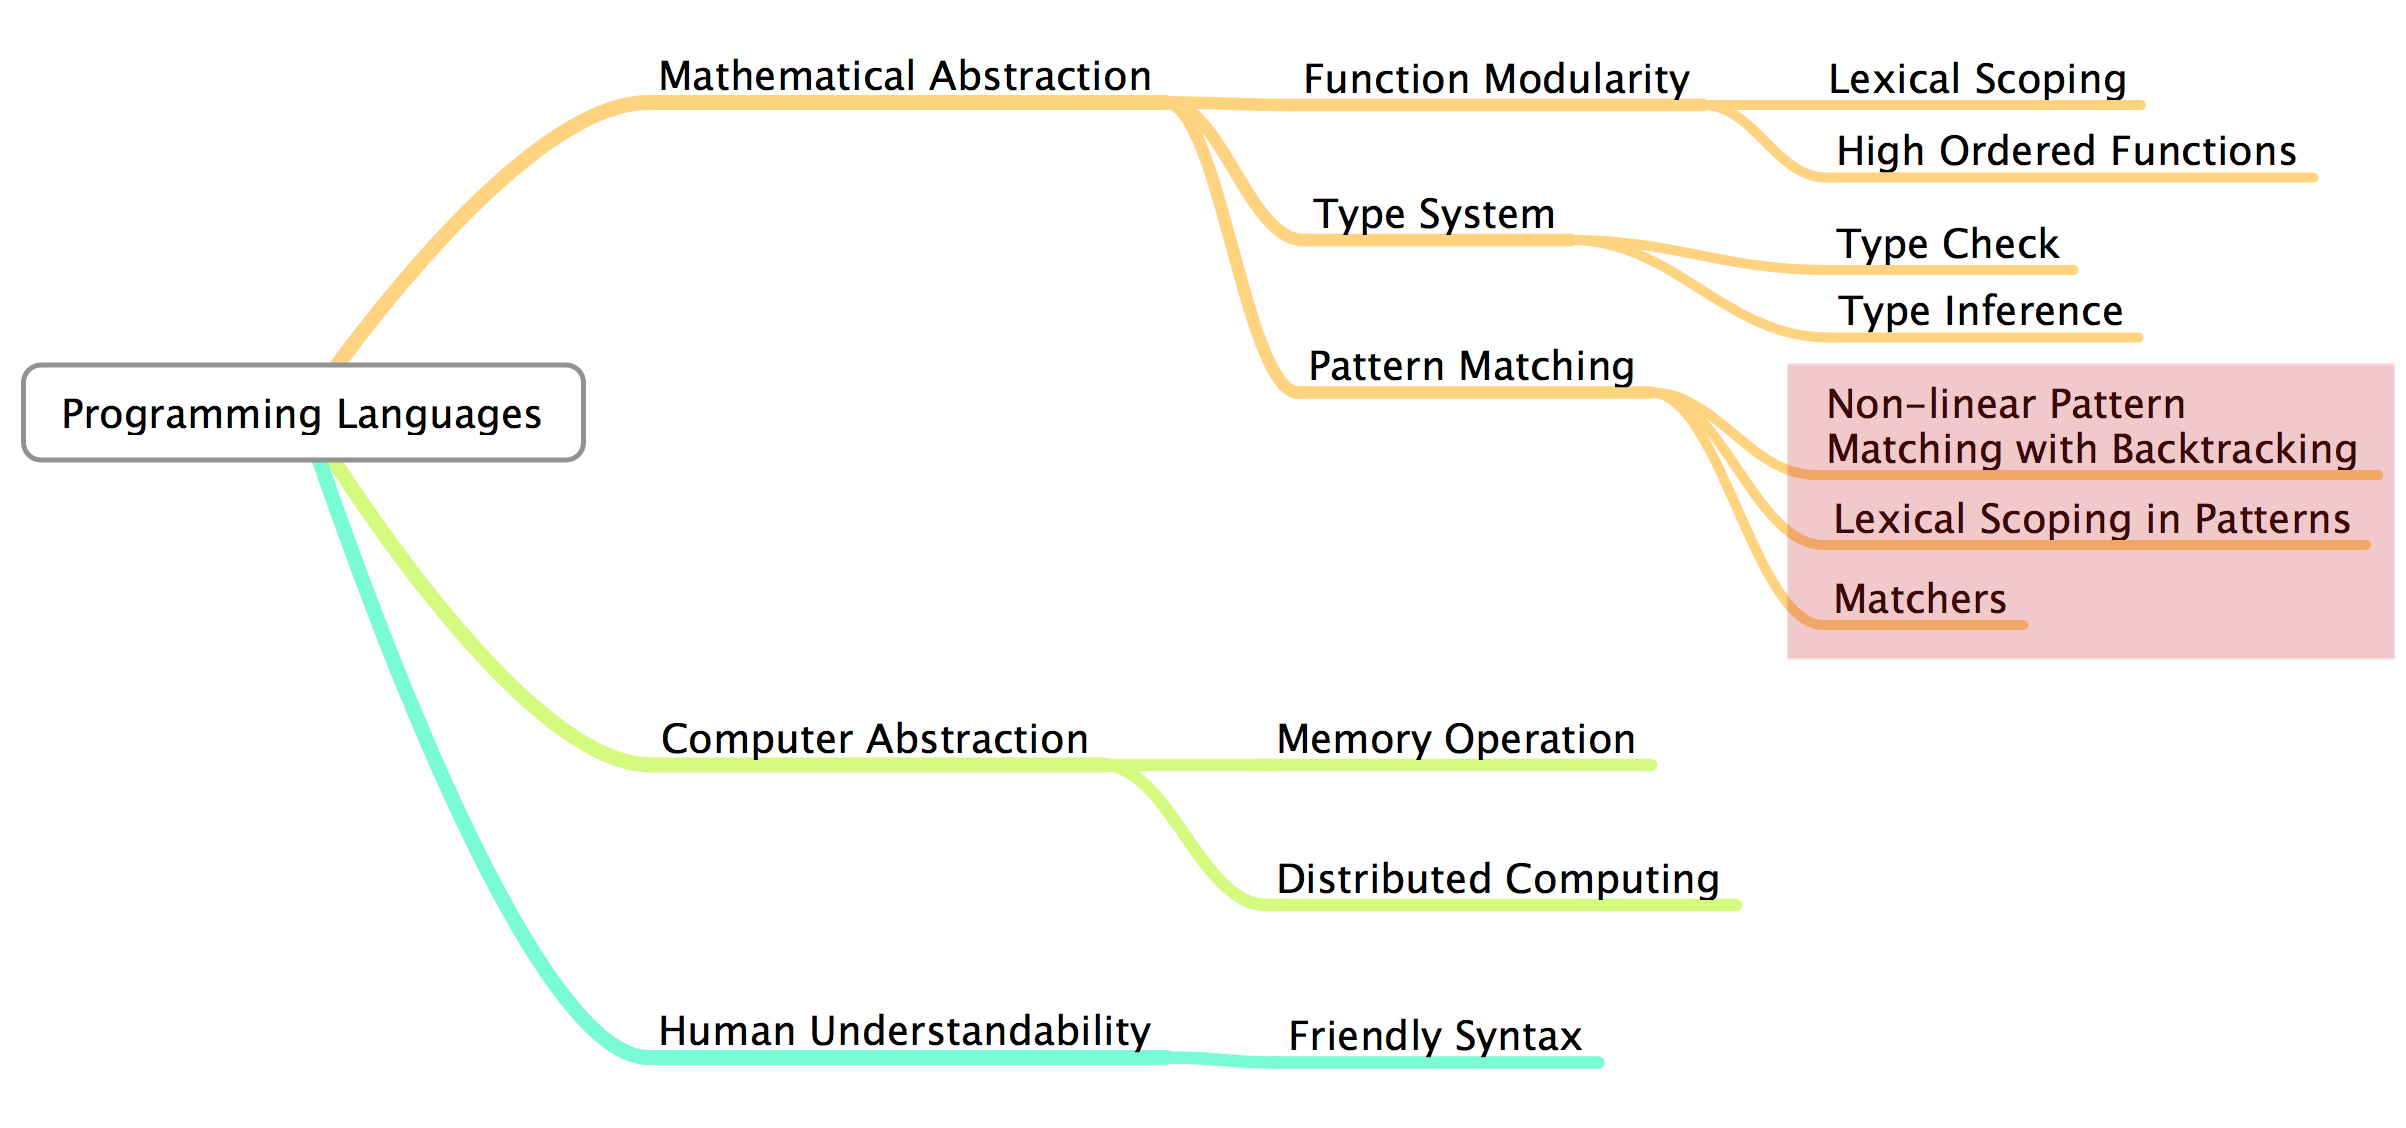 Mathematical Abstraction
Function Modularity
Lexical Scoping
High Ordered Functions
Type System
Type Check
Type Inference
Pattern Matching
Non-linear Pattern
Matching with Backtracking
Lexical Scoping in Patterns
Matchers
Programming Languages
Computer Abstraction
Memory Operation
Distributed Computing
Human Understandability
Friendly Syntax